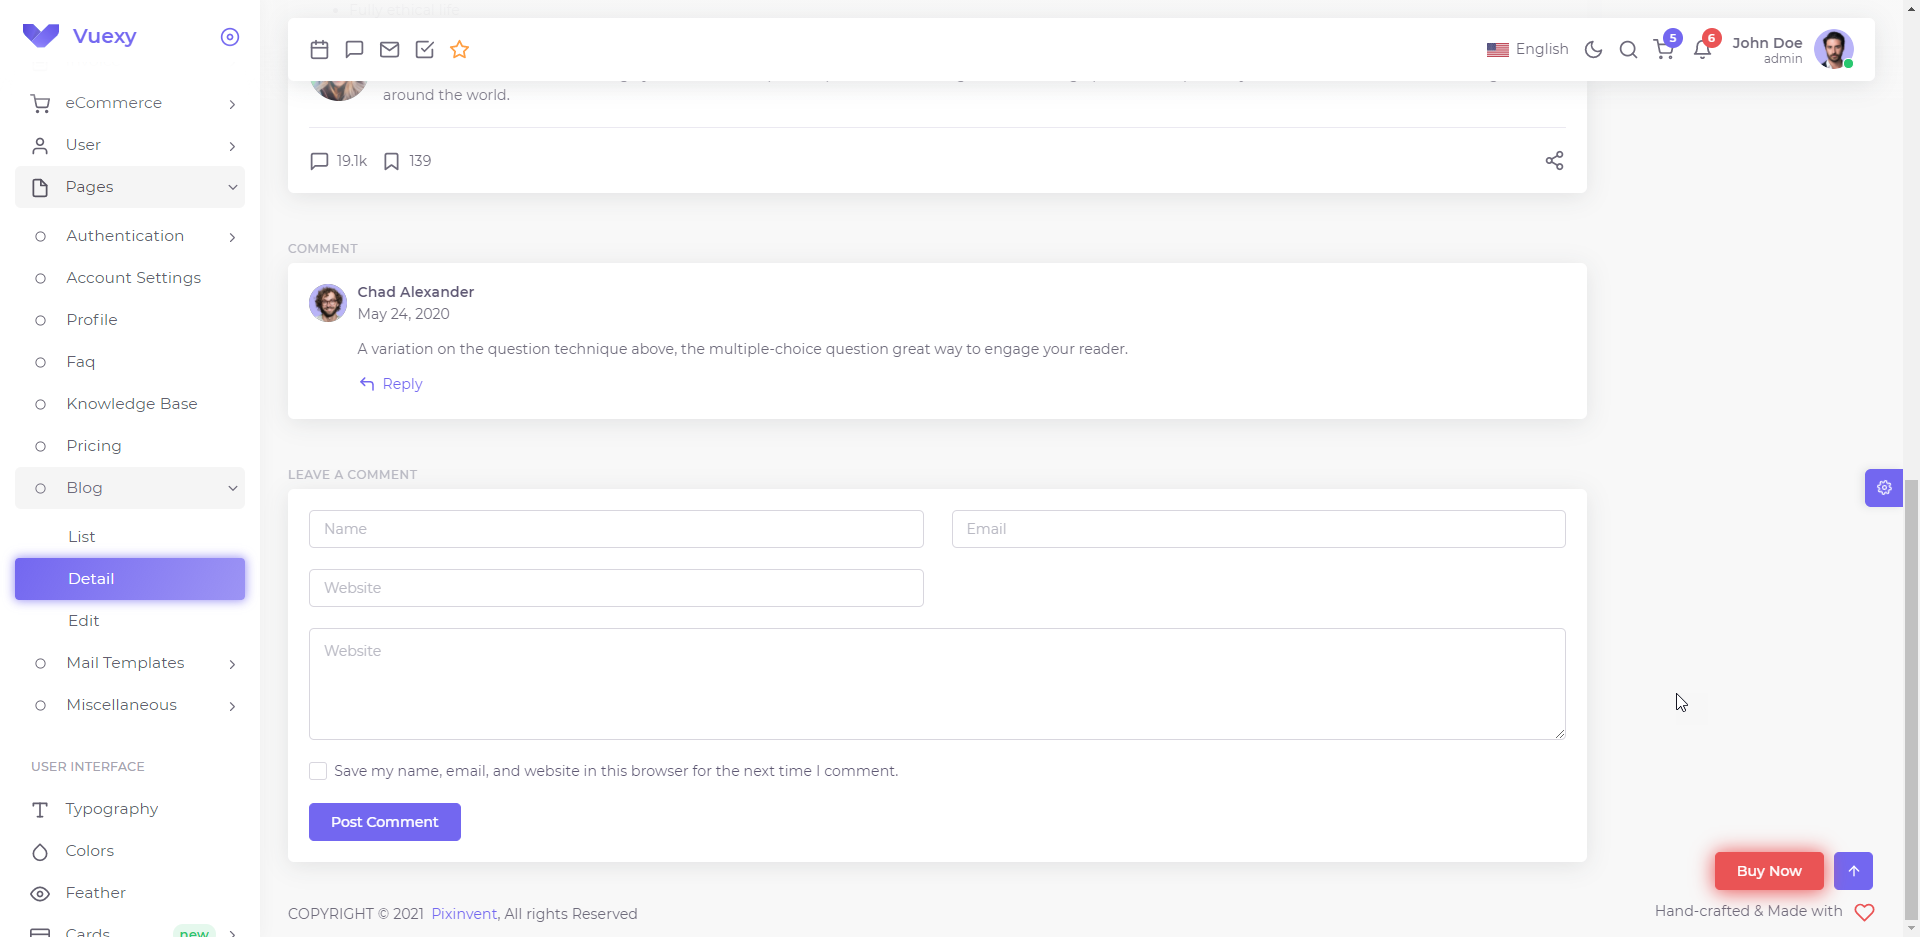 Vuexy
eCommerce
User
Pages
Authentication
Account Settings
Profile
Faq
Knowledge Base
Pricing
Blog
List
Detail
Edit
Mail Templates
Miscellaneous
USER INTERFACE
Typography
Colors
Feather
Cards new
Fully ethical life
English
5
6
John Doe
admin
around the world.
19.1k 139
COMMENT
Chad Alexander
May 24, 2020
A variation on the question technique above, the multiple-choice question great way to engage your reader.
Reply
LEAVE A COMMENT
Name Email
Website
Website
Save my name, email, and website in this browser for the next time I comment.
Post Comment
Buy Now
COPYRIGHT © 2021 Pixinvent, All rights Reserved
Hand-crafted & Made with